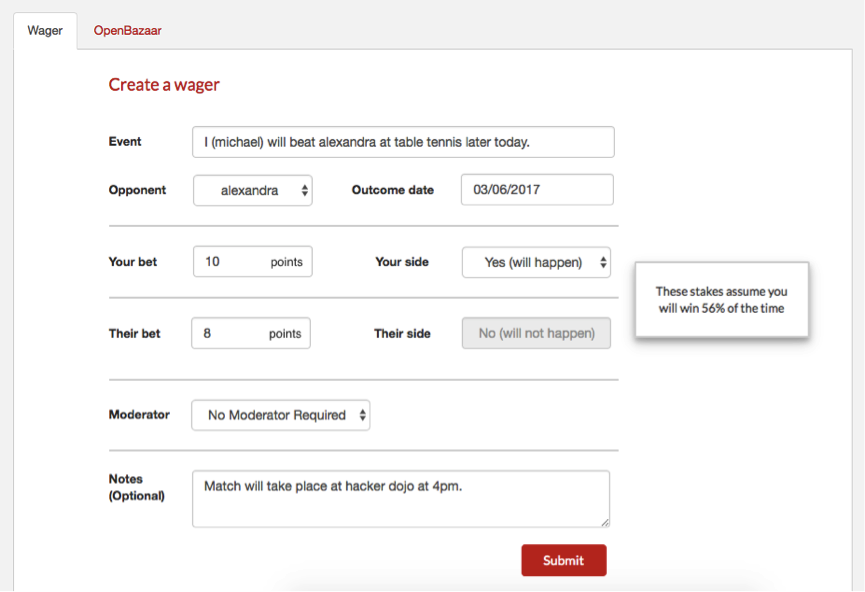 Wager OpenBazaar
Create a wager
Event I (michael) will beat alexandra at table tennis later today.
Opponent alexandra Outcome date 03/06/2017
Your bet 10 points Your side Yes (will happen)
These stakes assume you
will win 56% of the time
Their bet 8 points Their side No (will not happen)
Moderator No Moderator Required
Notes
(Optional)
Match will take place at hacker dojo at 4pm.
Submit